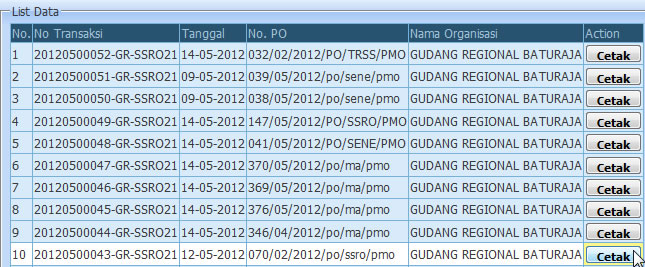 List Data
No. No Transaksi Tanggal No. PO Nama Organisasi Action
1 20120500052-GR-SSRO21 14-05-2012 032/02/2012/PO/TRSS/PMO GUDANG REGIONAL BATURAJA Cetak
2 20120500051-GR-SSRO21 09-05-2012 039/05/2012/po/sene/pmo GUDANG REGIONAL BATURAJA Cetak
3 20120500050-GR-SSRO21 09-05-2012 038/05/2012/po/sene/pmo GUDANG REGIONAL BATURAJA Cetak
4 20120500049-GR-SSRO21 14-05-2012 147/05/2012/PO/SSRO/PMO GUDANG REGIONAL BATURAJA Cetak
5 20120500048-GR-SSRO21 14-05-2012 041/05/2012/PO/SENE/PMO GUDANG REGIONAL BATURAJA Cetak
6 20120500047-GR-SSRO21 14-05-2012 370/05/2012/po/ma/pmo GUDANG REGIONAL BATURAJA Cetak
7 20120500046-GR-SSRO21 14-05-2012 369/05/2012/po/ma/pmo GUDANG REGIONAL BATURAJA Cetak
8 20120500045-GR-SSRO21 14-05-2012 376/05/2012/po/ma/pmo GUDANG REGIONAL BATURAJA Cetak
9 20120500044-GR-SSRO21 14-05-2012 346/04/2012/po/ma/pmo GUDANG REGIONAL BATURAJA Cetak
10 20120500043-GR-SSRO21 12-05-2012 070/02/2012/po/ssro/pmo GUDANG REGIONAL BATURAJA Cetak